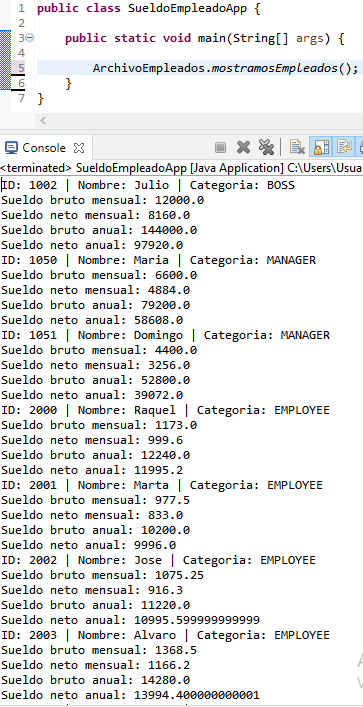 1 public class SueldoEmpleadoApp {
2
3 public static void main(String[] args) {
4
5 ArchivoEmpleados.mostramosEmpleados();
6 }
7 }
Console
<terminated> SueldoEmpleadoApp [Java Application] C:\Users\Usua
ID: 1002 | Nombre: Julio | Categoria: BOSS
Sueldo bruto mensual: 12000.0
Sueldo neto mensual: 8160.0
Sueldo bruto anual: 144000.0
Sueldo neto anual: 97920.0
ID: 1050 | Nombre: Maria | Categoria: MANAGER
Sueldo bruto mensual: 6600.0
Sueldo neto mensual: 4884.0
Sueldo bruto anual: 79200.0
Sueldo neto anual: 58608.0
ID: 1051 | Nombre: Domingo | Categoria: MANAGER
Sueldo bruto mensual: 4400.0
Sueldo neto mensual: 3256.0
Sueldo bruto anual: 52800.0
Sueldo neto anual: 39072.0
ID: 2000 | Nombre: Raquel | Categoria: EMPLOYEE
Sueldo bruto mensual: 1173.0
Sueldo neto mensual: 999.6
Sueldo bruto anual: 12240.0
Sueldo neto anual: 11995.2
ID: 2001 | Nombre: Marta | Categoria: EMPLOYEE
Sueldo bruto mensual: 977.5
Sueldo neto mensual: 833.0
Sueldo bruto anual: 10200.0
Sueldo neto anual: 9996.0
ID: 2002 | Nombre: Jose | Categoria: EMPLOYEE
Sueldo bruto mensual: 1075.25
Sueldo neto mensual: 916.3
Sueldo bruto anual: 11220.0
Sueldo neto anual: 10995.599999999999
ID: 2003 | Nombre: Alvaro | Categoria: EMPLOYEE
Sueldo bruto mensual: 1368.5
Sueldo neto mensual: 1166.2
Sueldo bruto anual: 14280.0
Sueldo neto anual: 13994.400000000001